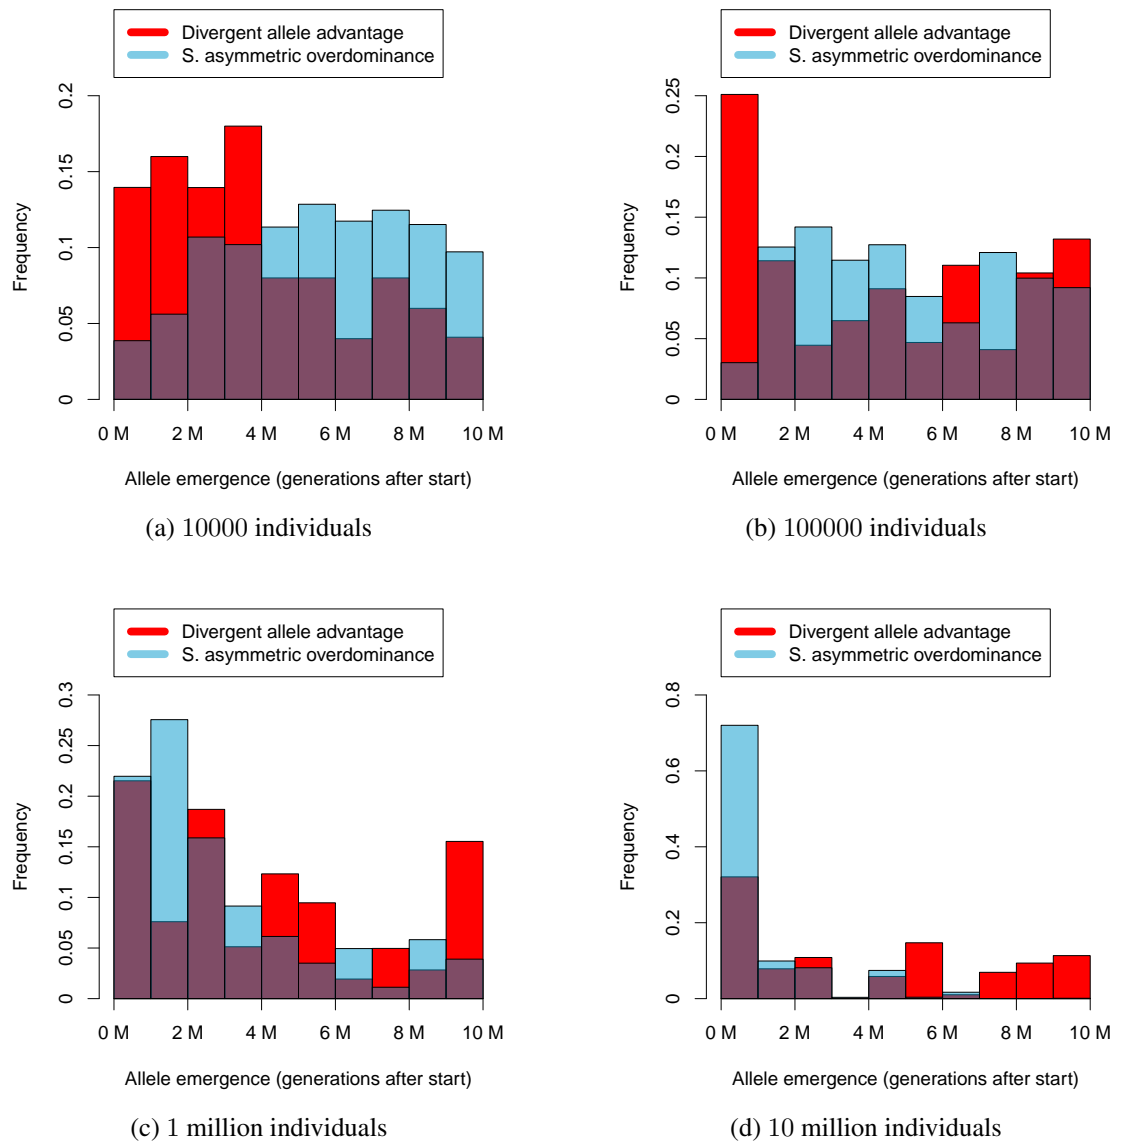 Divergent allele advantage
S. asymmetric overdominance
Frequency
0.2
0.15
0.1
0.05
0
0 M 2 M 4 M 6 M 8 M 10 M
Allele emergence (generations after start)
(a) 10000 individuals
Divergent allele advantage
S. asymmetric overdominance
Frequency
0.25
0.2
0.15
0.1
0.05
0
0 M 2 M 4 M 6 M 8 M 10 M
Allele emergence (generations after start)
(b) 100000 individuals
Divergent allele advantage
S. asymmetric overdominance
Frequency
0.3
0.25
0.2
0.15
0.1
0.05
0
0 M 2 M 4 M 6 M 8 M 10 M
Allele emergence (generations after start)
(c) 1 million individuals
Divergent allele advantage
S. asymmetric overdominance
Frequency
0.8
0.6
0.4
0.2
0
0 M 2 M 4 M 6 M 8 M 10 M
Allele emergence (generations after start)
(d) 10 million individuals